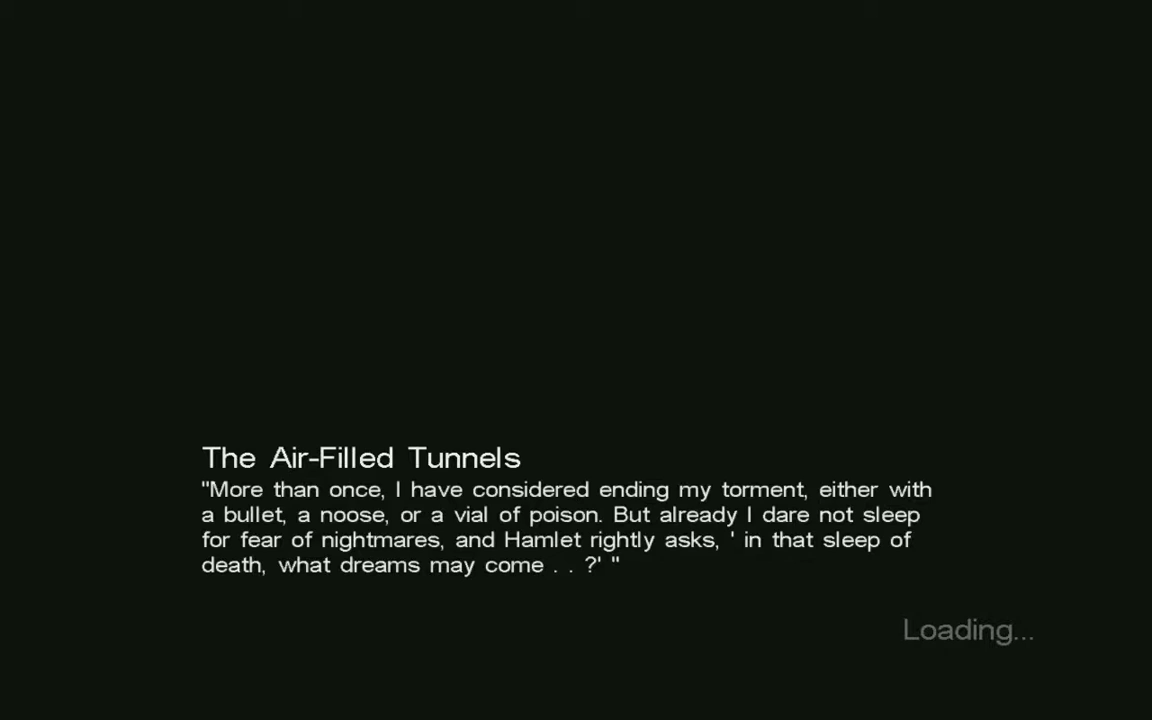 The Air-Filled Tunnels
"More than once, I have considered ending my torment, either with
a bullet, a noose, or a vial of poison. But already I dare not sleep
for fear of nightmares, and Hamlet rightly asks, ' in that sleep of
death, what dreams may come . . ?' "
Loading...